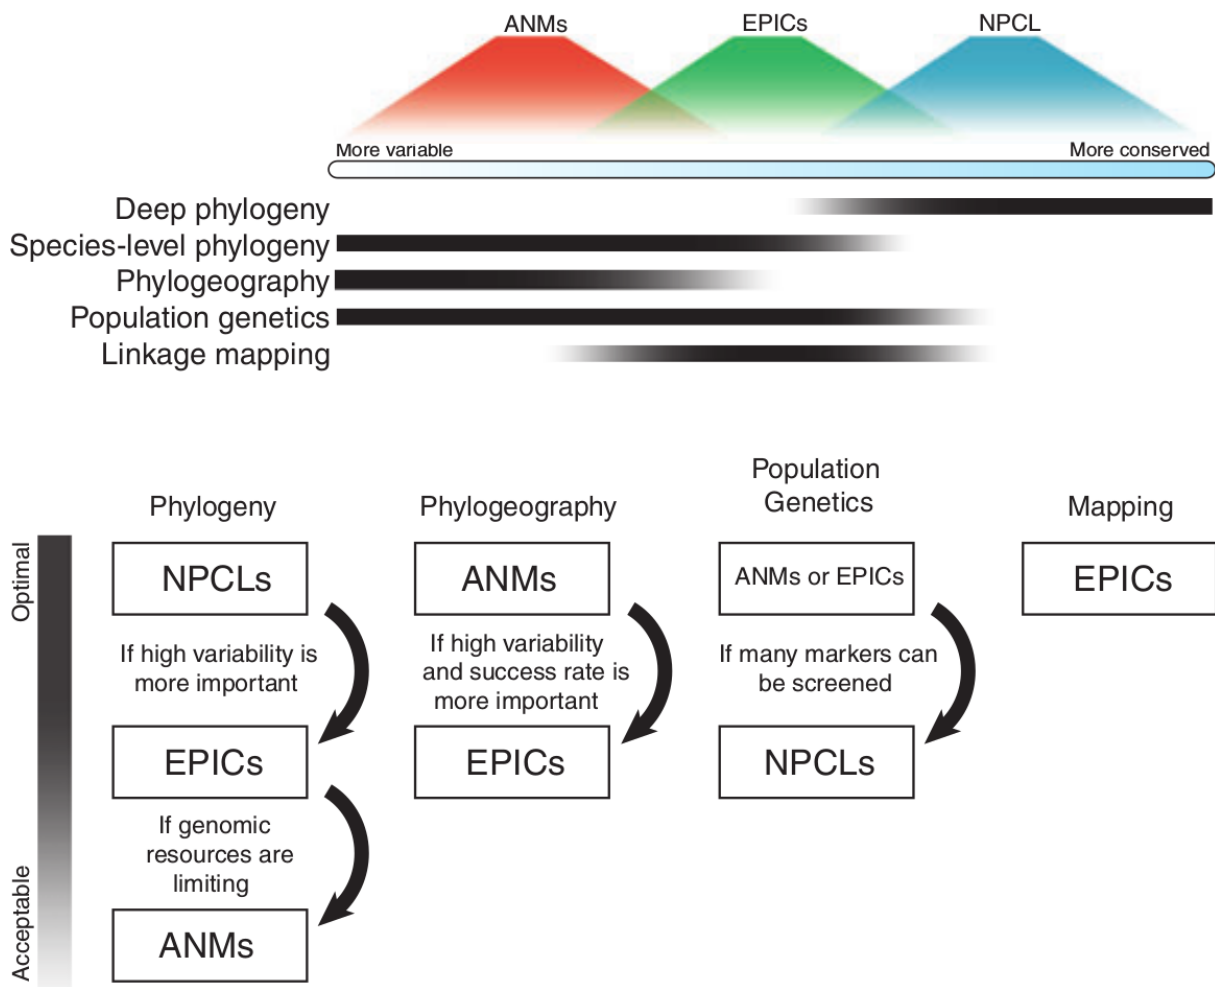 ANMs
EPICs
NPCL
More variable
More conserved
Deep phylogeny
Species-level phylogeny
Phylogeography
Population genetics
Linkage mapping
Phylogeny
Phylogeography
Population
Genetics
Mapping
Optimal
Acceptable
NPCLs
If high variability is
more important
EPICs
If genomic
resources are
limiting
ANMs
ANMs
If high variability
and success rate is
more important
EPICs
ANMs or EPICs
If many markers can
be screened
NPCLs
EPICs